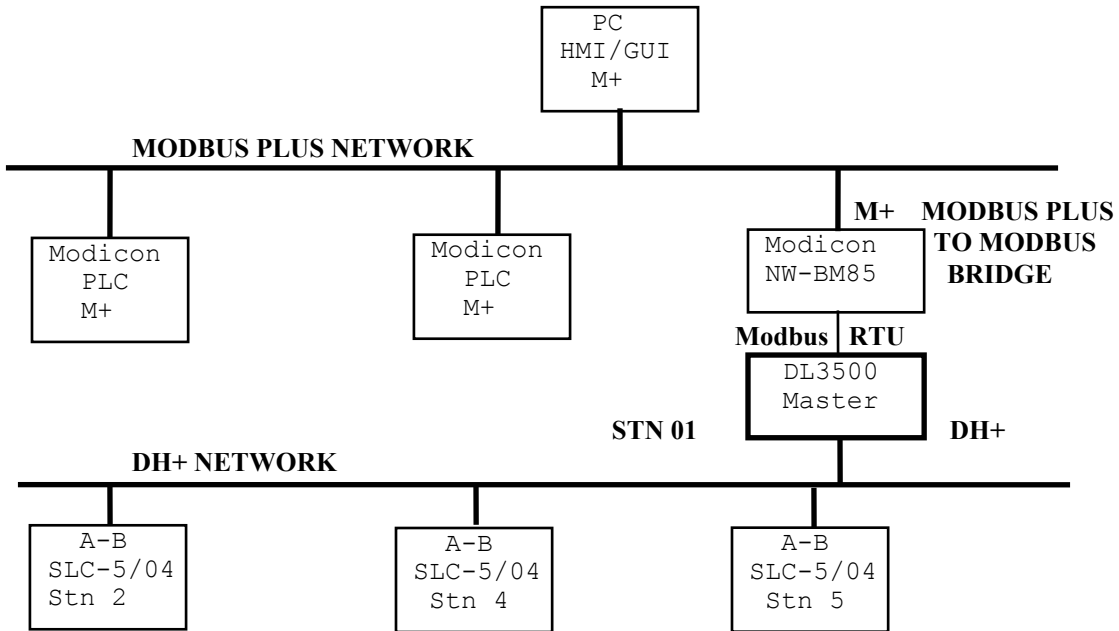 PC
HMI/GUI
M+
MODBUS PLUS NETWORK
Modicon
PLC
M+
Modicon
PLC
M+
M+ MODBUS PLUS
TO MODBUS
BRIDGE
Modicon
NW-BM85
Modbus RTU
DL3500
Master
STN 01
DH+
DH+ NETWORK
A-B
SLC-5/04
Stn 2
A-B
SLC-5/04
Stn 4
A-B
SLC-5/04
Stn 5